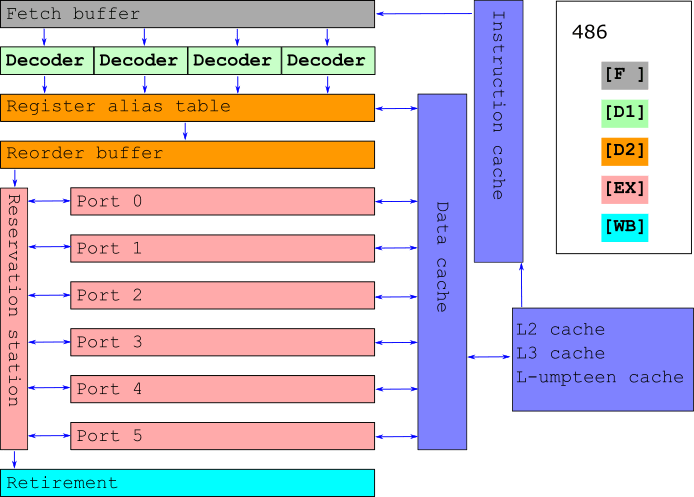 Fetch buffer
Decoder Decoder Decoder Decoder
Register alias table
Reorder buffer
Reservation station
Port 0
Port 1
Port 2
Port 3
Port 4
Port 5
Retirement
Data cache
Instruction cache
L2 cache
L3 cache
L-umpteen cache
486
[F ]
[D1]
[D2]
[EX]
[WB]